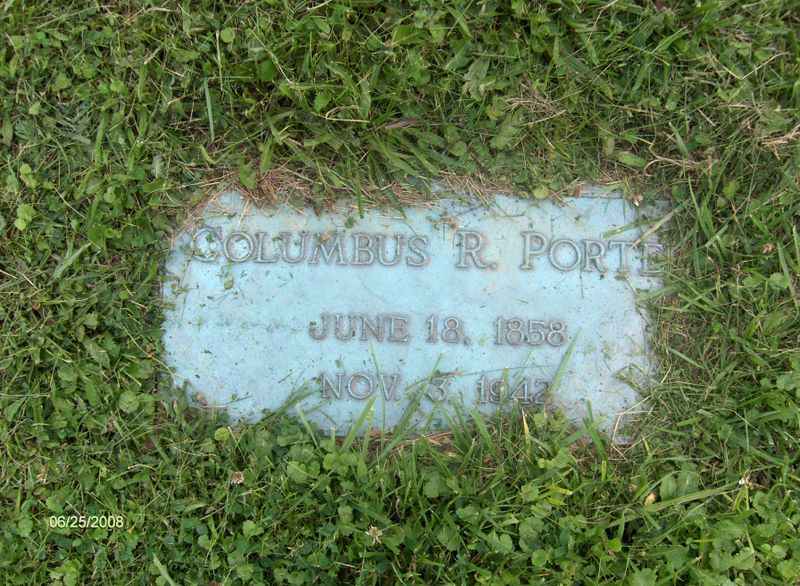 COLUMBUS R. PORTE
JUNE 18, 1858
NOV. 3, 1942
06/25/2008